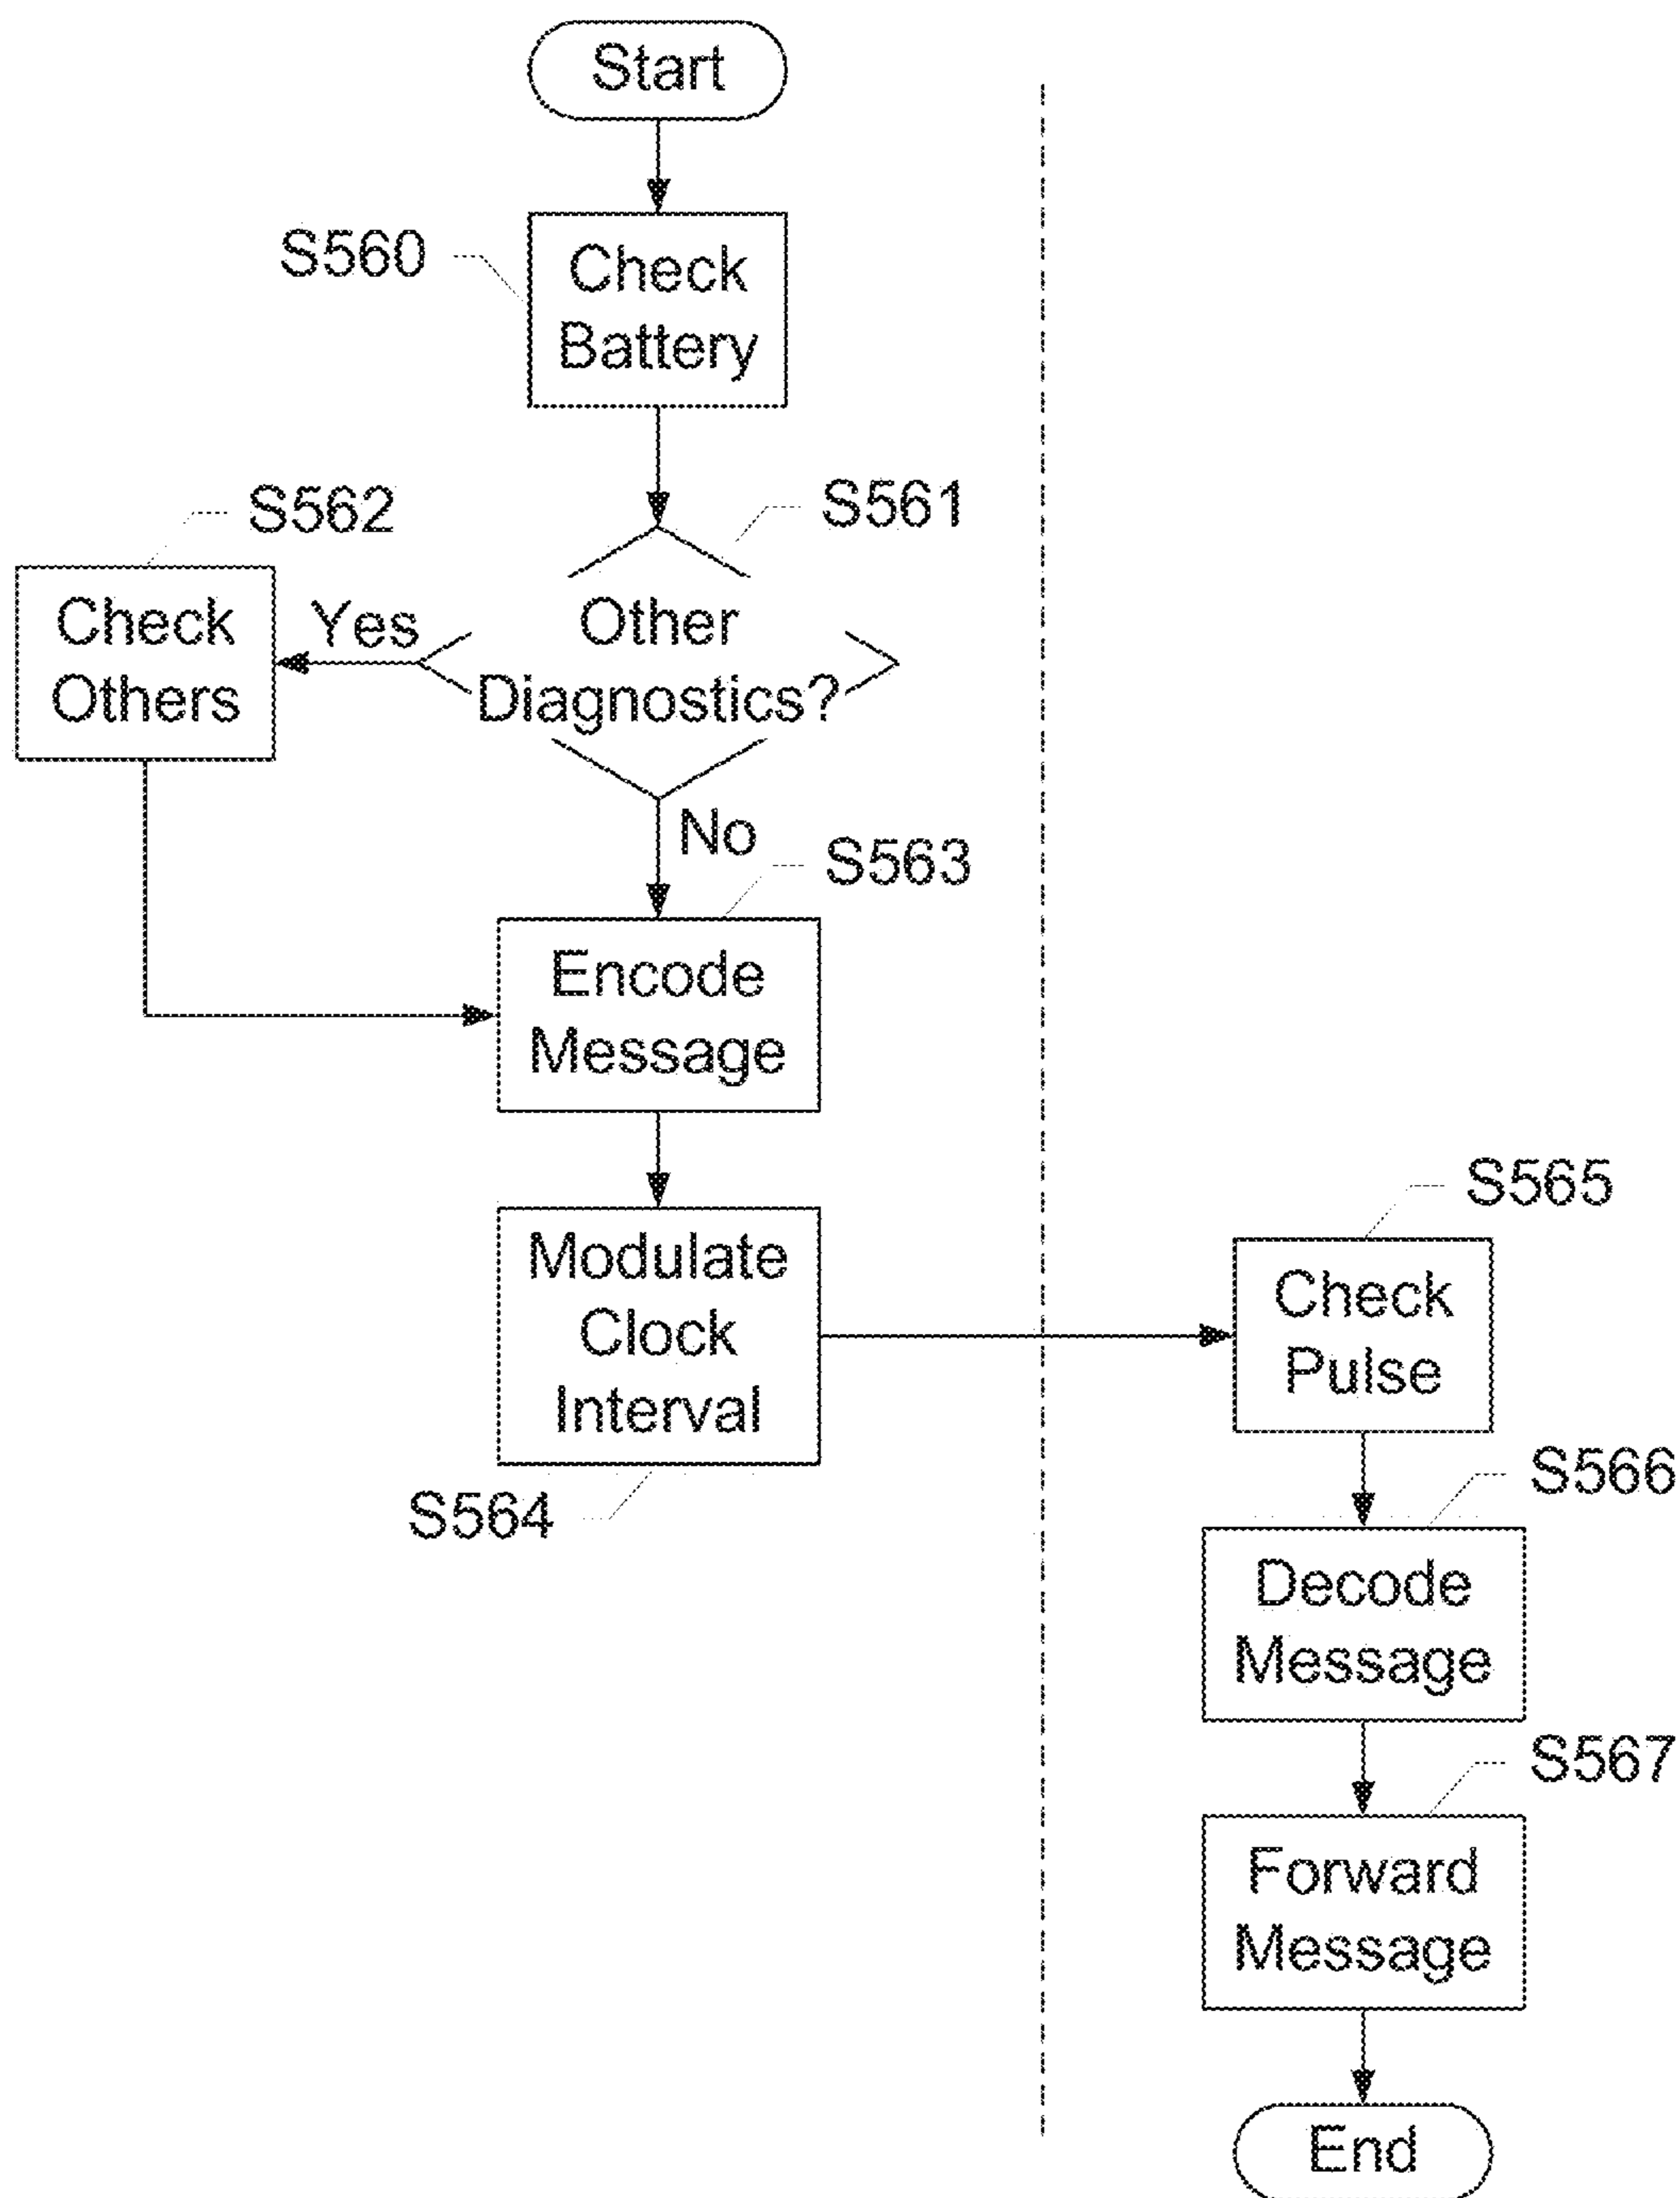 Start
S560
Check
Battery
S561
S562
Check
Others
Yes
Other
Diagnostics?
No
S563
Encode
Message
Modulate
Clock
Interval
S564
S565
Check
Pulse
S566
Decode
Message
S567
Forward
Message
End